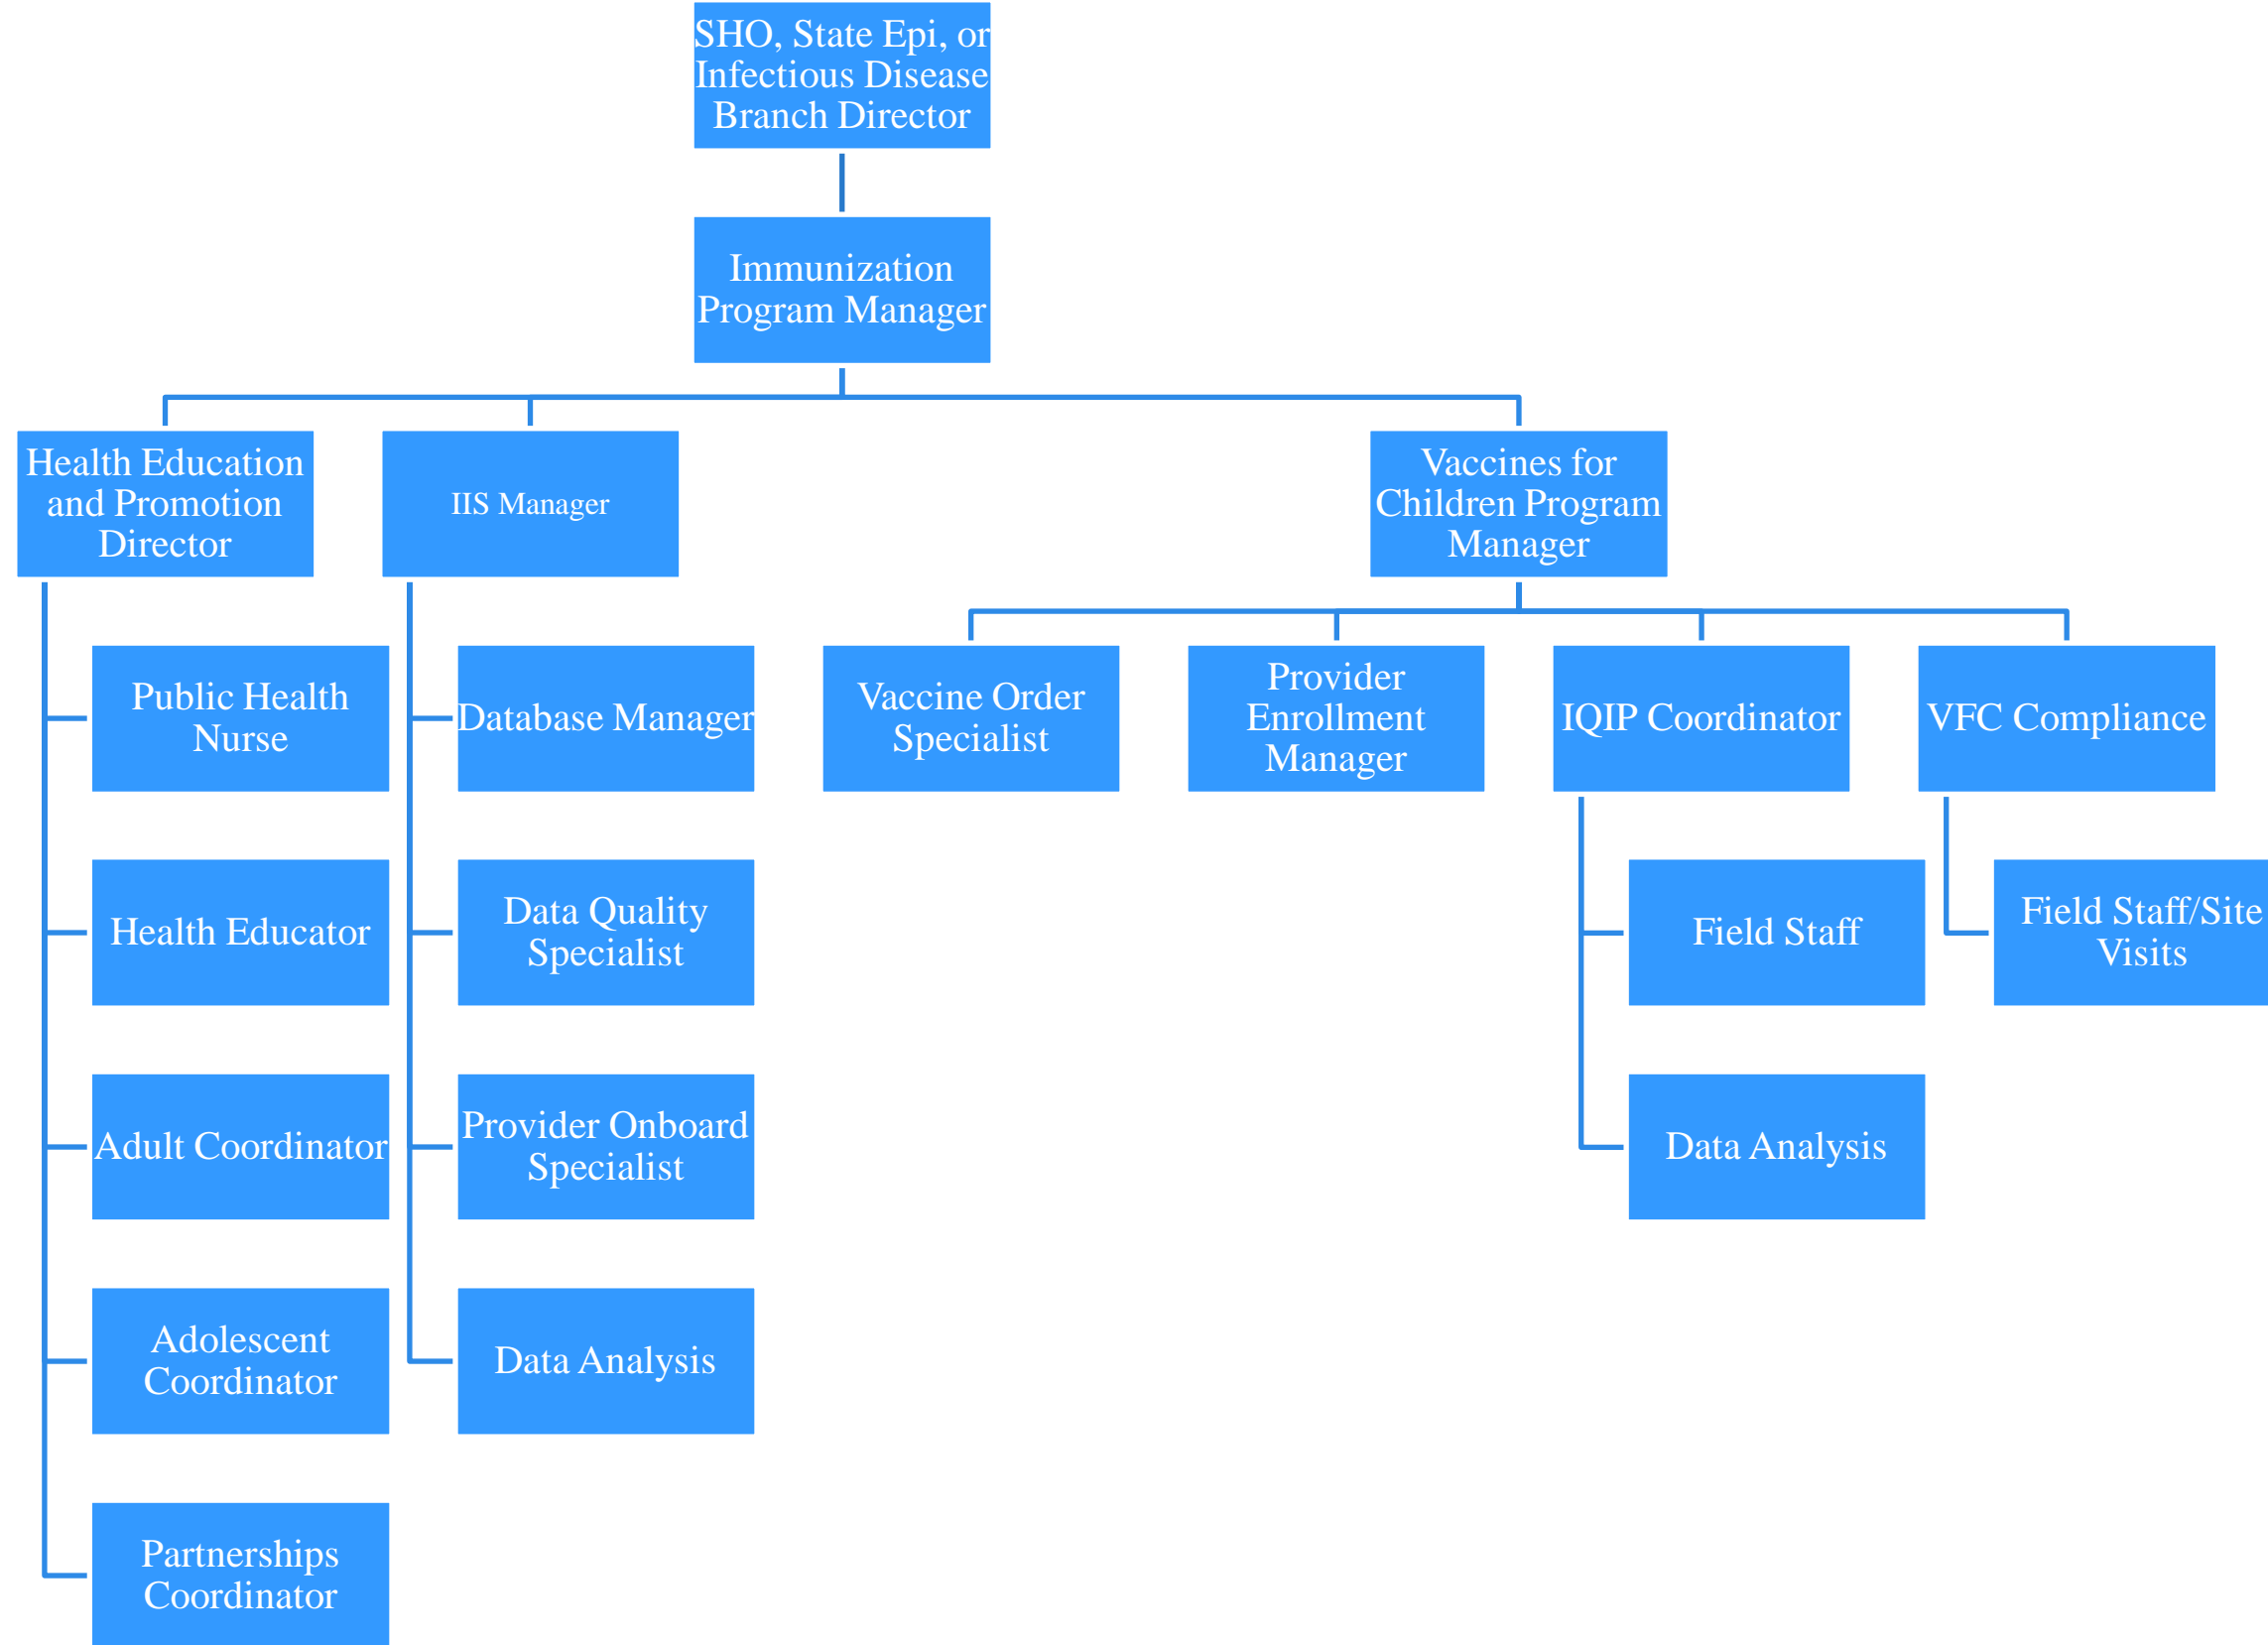 SHO, State Epi, or
Infectious Disease
Branch Director
Immunization
Program Manager
Health Education
and Promotion
Director
IIS Manager
Vaccines for
Children Program
Manager
Public Health
Nurse
Database Manager
Vaccine Order
Specialist
Provider
Enrollment
Manager
IQIP Coordinator
VFC Compliance
Health Educator
Data Quality
Specialist
Field Staff
Field Staff/Site
Visits
Adult Coordinator
Provider Onboard
Specialist
Data Analysis
Adolescent
Coordinator
Data Analysis
Partnerships
Coordinator